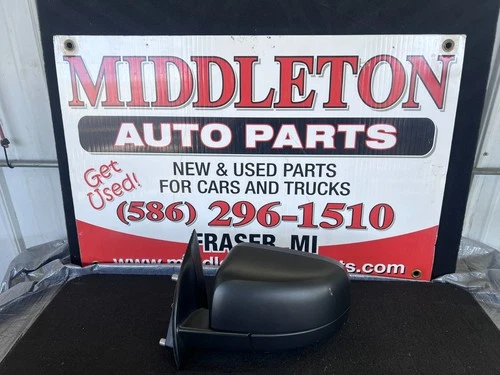 MIDDLETON
AUTO PARTS
Get Used!
NEW & USED PARTS
FOR CARS AND TRUCKS
(586) 296-1510
FRASER, MI